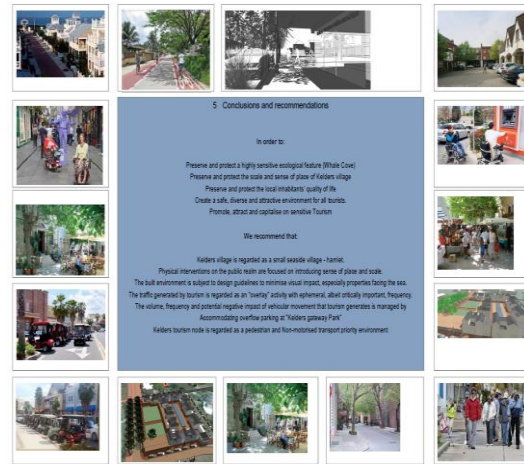 5 Conclusions and recommendations
In order to:
Preserve and protect a highly sensitive ecological feature (Whale Cove)
Preserve and protect the scale and sense of place of Kelders village
Preserve and protect the local inhabitants' quality of life
Create a safe, diverse and attractive environment for all tourists.
Promote, attract and capitalise on sensitive Tourism
We recommend that:
Kelders village is regarded as a small seaside village - hamlet.
Physical interventions on the public realm are focused on introducing sense of place and scale.
The built environment is subject to design guidelines to minimise visual impact, especially properties facing the sea.
The traffic generated by tourism is regarded as an "overlay" activity with ephemeral, albeit critically important, frequency.
The volume, frequency and potential negative impact of vehicular movement that tourism generates is managed by
Accommodating overflow parking at "Kelders gateway Park"
Kelders tourism node is regarded as a pedestrian and Non-motorised transport priority environment